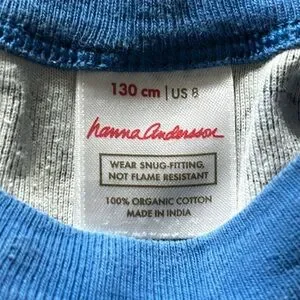 130 cm | US 8
hanna andersson
WEAR SNUG-FITTING,
NOT FLAME RESISTANT
100% ORGANIC COTTON
MADE IN INDIA